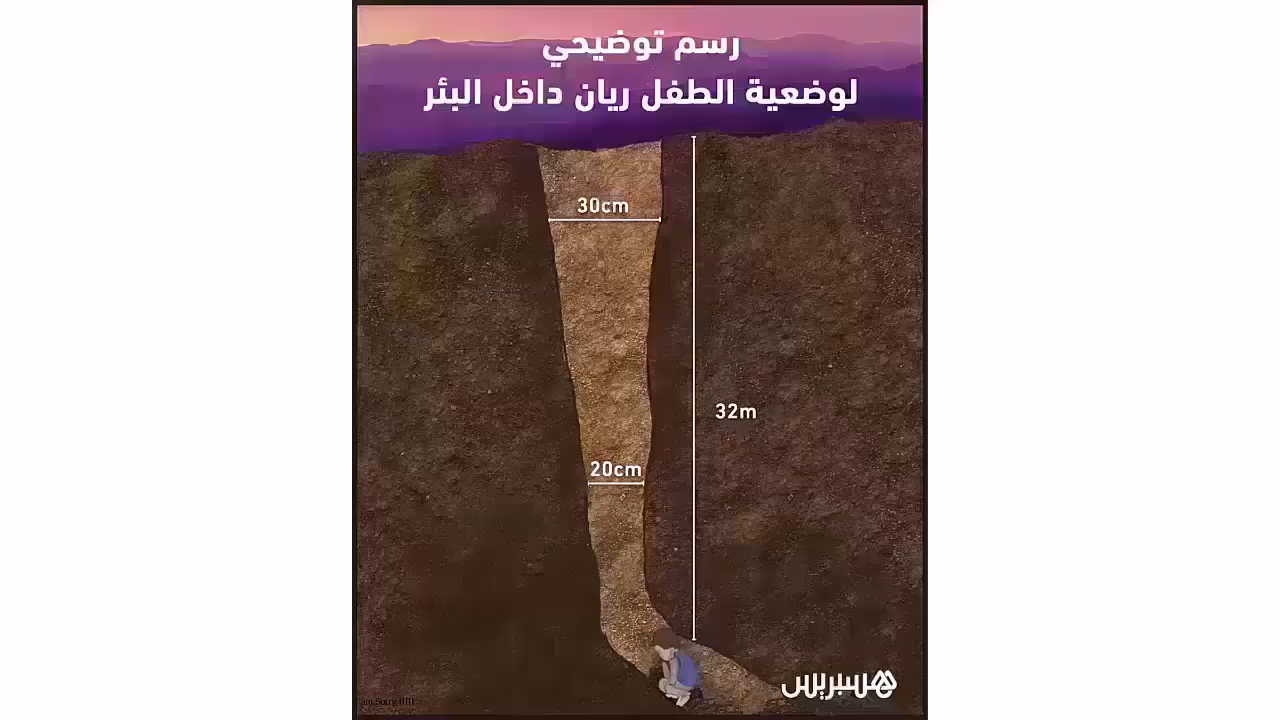 رسم توضيحي
لوضعية الطفل ريان داخل البئر
30cm
32m
20cm
هسبريس